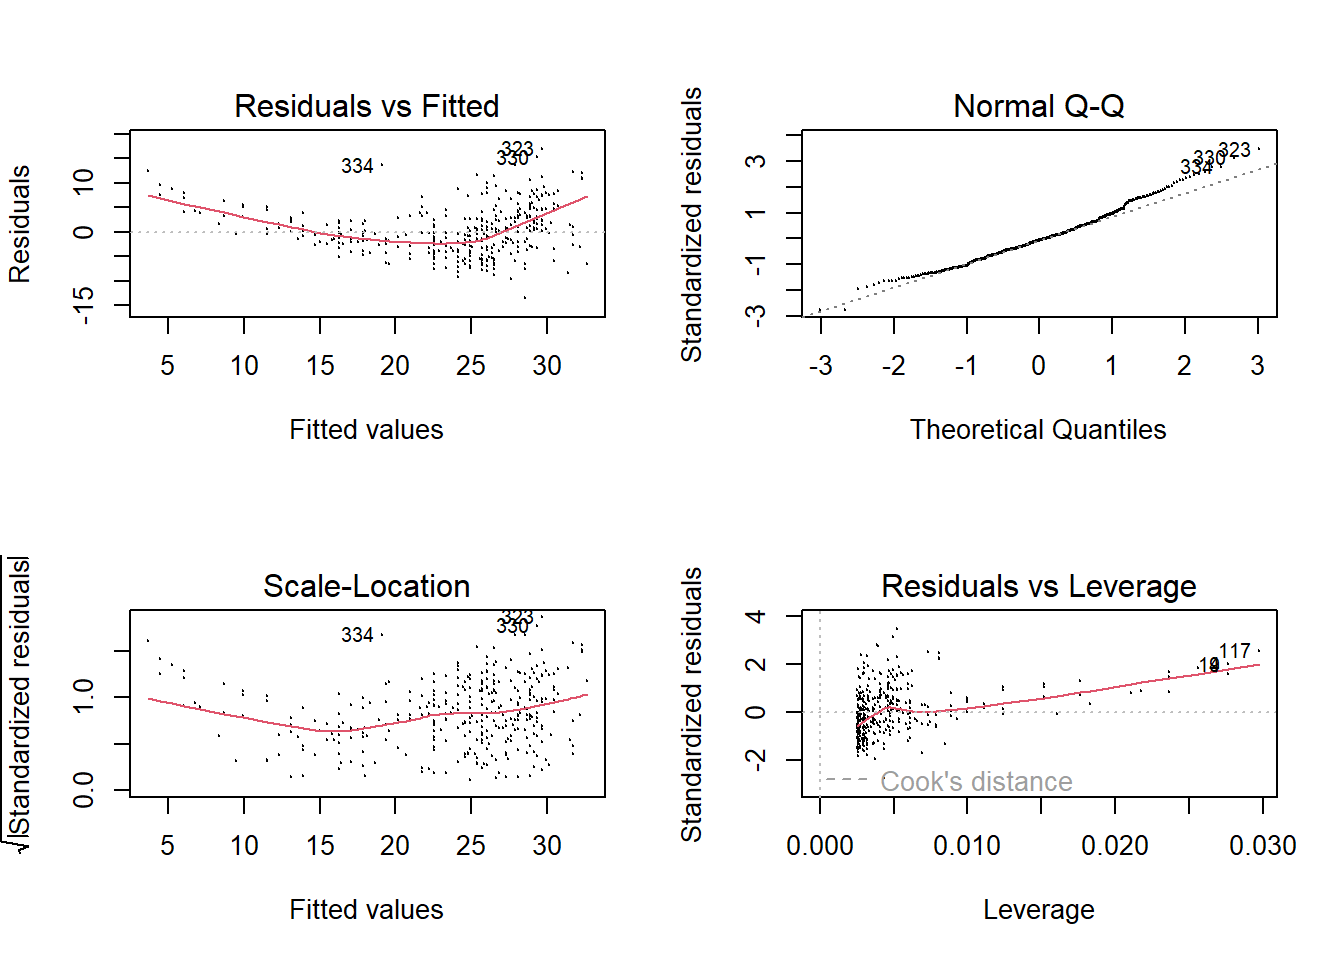 Residuals vs Fitted
Residuals
10
0
-15
334
323
330
5 10 15 20 25 30
Fitted values
Normal Q-Q
Standardized residuals
3
1
-1
-3
334
330
323
-3 -2 -1 0 1 2 3
Theoretical Quantiles
Scale-Location
√|Standardized residuals|
1.0
0.0
334
323
330
5 10 15 20 25 30
Fitted values
Residuals vs Leverage
Standardized residuals
4
2
0
-2
117
Cook's distance
0.000 0.010 0.020 0.030
Leverage